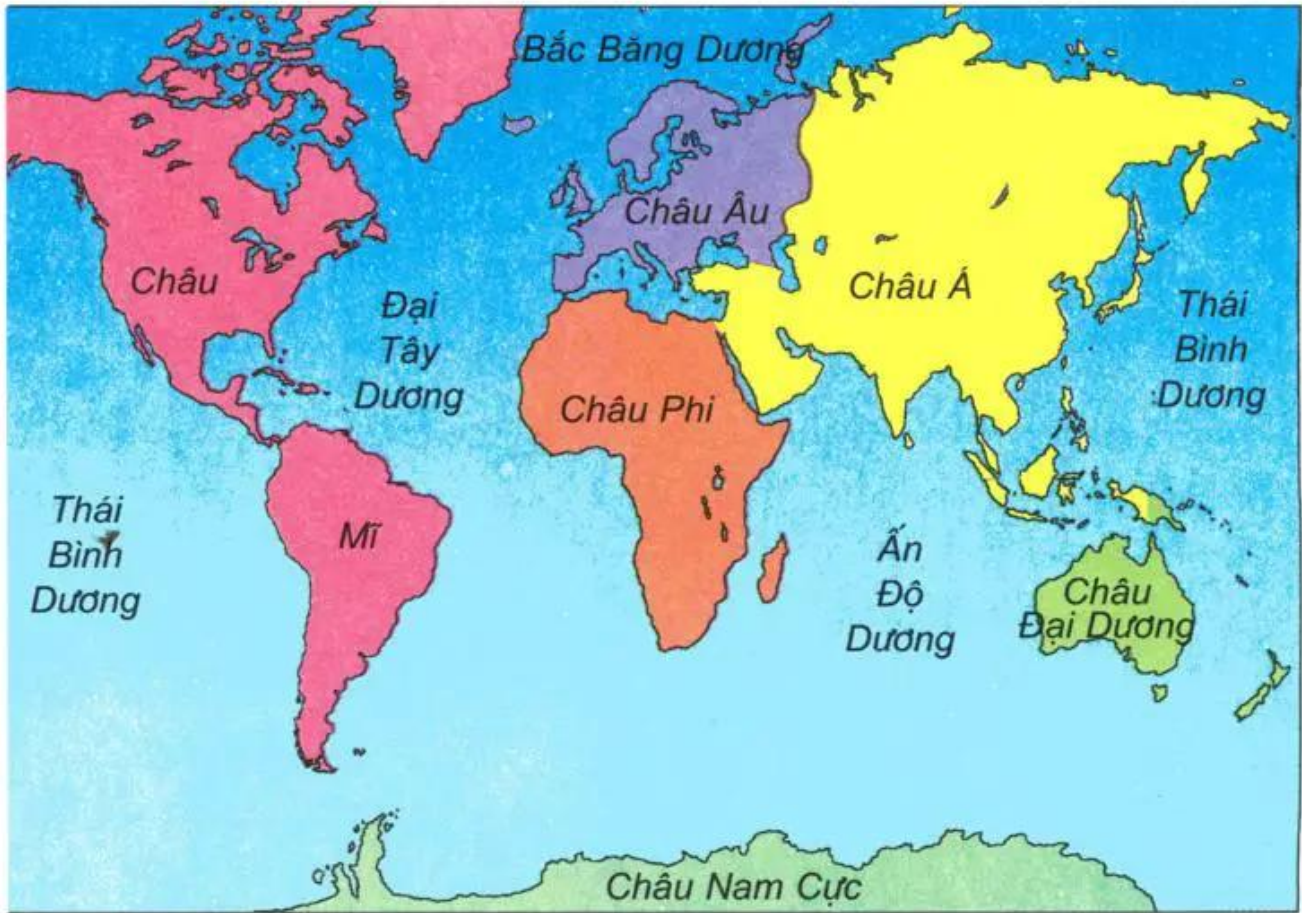 Bắc Băng Dương
Châu Âu
Châu
Châu Á
Đại
Tây
Dương
Thái
Bình
Dương
Châu Phi
Thái
Bình
Dương
Mĩ
Ấn
Độ
Dương
Châu
Đại Dương
Châu Nam Cực